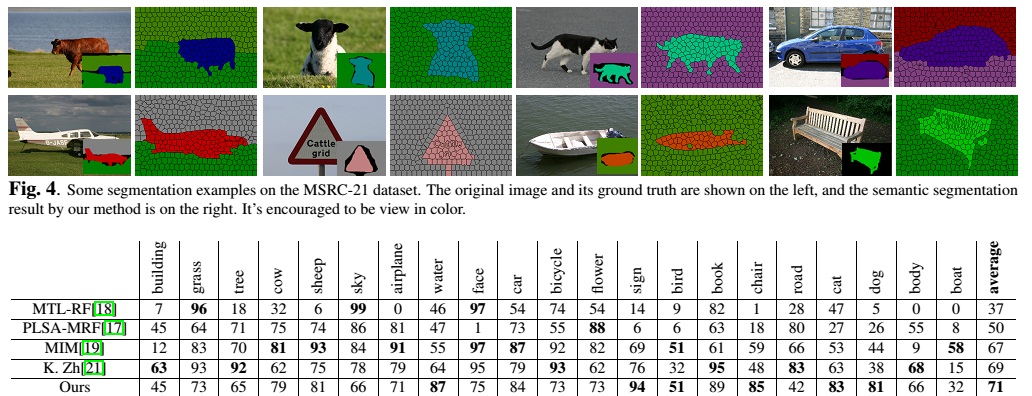 G-JADF
Cattle
grid
Fig. 4. Some segmentation examples on the MSRC-21 dataset. The original image and its ground truth are shown on the left, and the semantic segmentation
result by our method is on the right. It's encouraged to be view in color.
building grass tree cow sheep sky airplane water face car bicycle flower sign bird book chair road cat dog body boat average
MTL-RF[18] 7 96 18 32 6 99 0 46 97 54 74 54 14 9 82 1 28 47 5 0 0 37
PLSA-MRF[17] 45 64 71 75 74 86 81 47 1 73 55 88 6 6 63 18 80 27 26 55 8 50
MIM[19] 12 83 70 81 93 84 91 55 97 87 92 82 69 51 61 59 66 53 44 9 58 67
K. Zh[21] 63 93 92 62 75 78 79 64 95 79 93 62 76 32 95 48 83 63 38 68 15 69
Ours 45 73 65 79 81 66 71 87 75 84 73 73 94 51 89 85 42 83 81 66 32 71